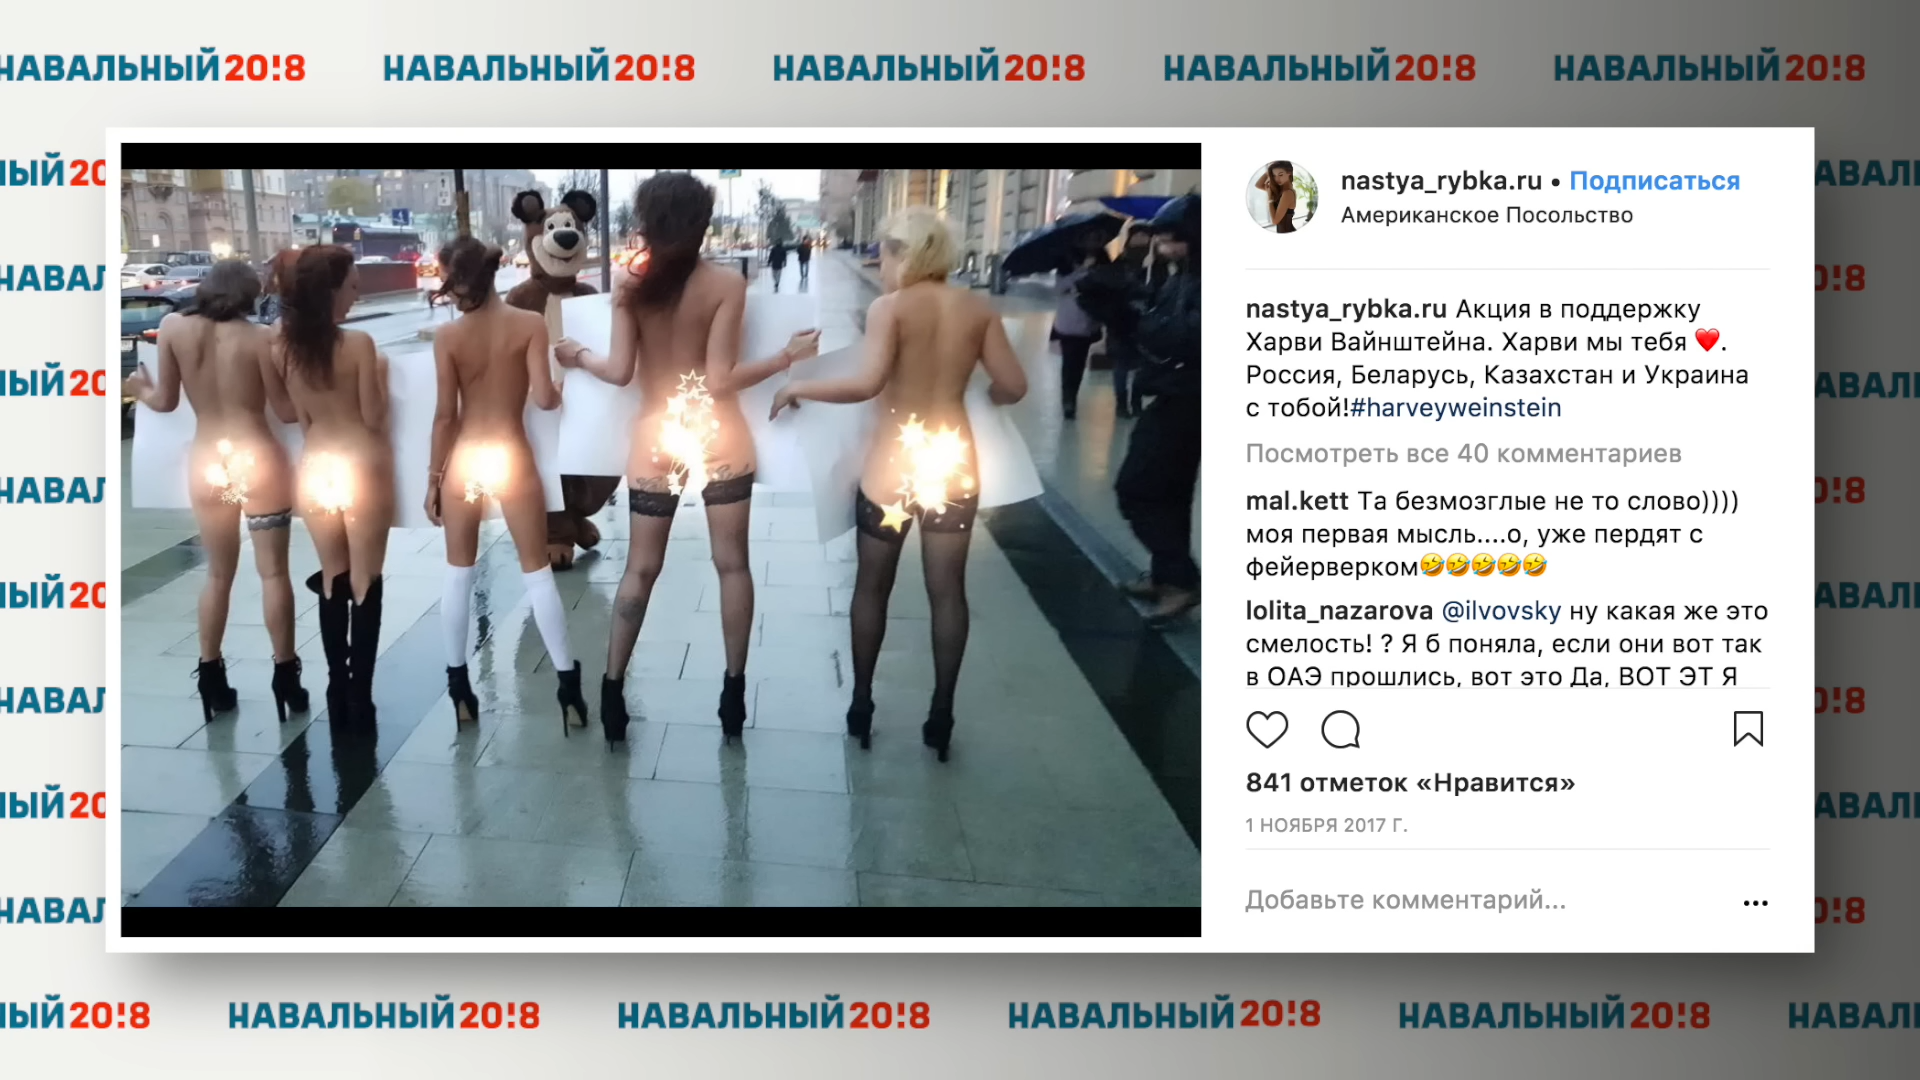 НАВАЛЬНЫЙ20!8 НАВАЛЬНЫЙ20!8 НАВАЛЬНЫЙ20!8 НАВАЛЬНЫЙ20!8 НАВАЛЬНЫЙ20!8
nastya_rybka.ru • Подписаться
Американское Посольство
nastya_rybka.ru Акция в поддержку
Харви Вайнштейна. Харви мы тебя ❤️.
Россия, Беларусь, Казахстан и Украина
с тобой!#harveyweinstein
Посмотреть все 40 комментариев
mal.kett Та безмозглые не то слово))))
моя первая мысль....о, уже пердят с
фейерверком🤣🤣🤣🤣🤣
lolita_nazarova @ilvovsky ну какая же это
смелость! ? Я б поняла, если они вот так
в ОАЭ прошлись, вот это Да, ВОТ ЭТ Я
841 отметок «Нравится»
1 НОЯБРЯ 2017 Г.
Добавьте комментарий...
ЫЙ20!8 НАВАЛЬНЫЙ20!8 НАВАЛЬНЫЙ20!8 НАВАЛЬНЫЙ20!8 НАВАЛЬНЫЙ20!8 НАВАЛ